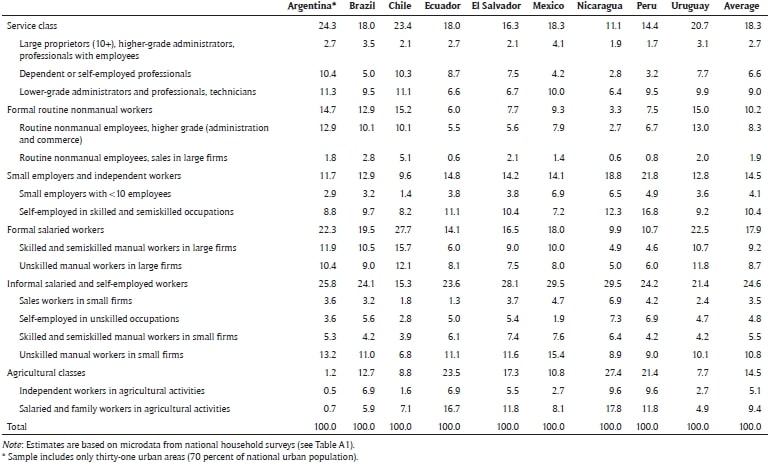 Argentina* Brazil Chile Ecuador El Salvador Mexico Nicaragua Peru Uruguay Average
Service class 24.3 18.0 23.4 18.0 16.3 18.3 11.1 14.4 20.7 18.3
Large proprietors (10+), higher-grade administrators, 2.7 3.5 2.1 2.7 2.1 4.1 1.9 1.7 3.1 2.7
professionals with employees
Dependent or self-employed professionals 10.4 5.0 10.3 8.7 7.5 4.2 2.8 3.2 7.7 6.6
Lower-grade administrators and professionals, technicians 11.3 9.5 11.1 6.6 6.7 10.0 6.4 9.5 9.9 9.0
Formal routine nonmanual workers 14.7 12.9 15.2 6.0 7.7 9.3 3.3 7.5 15.0 10.2
Routine nonmanual employees, higher grade (administration 12.9 10.1 10.1 5.5 5.6 7.9 2.7 6.7 13.0 8.3
and commerce)
Routine nonmanual employees, sales in large firms 1.8 2.8 5.1 0.6 2.1 1.4 0.6 0.8 2.0 1.9
Small employers and independent workers 11.7 12.9 9.6 14.8 14.2 14.1 18.8 21.8 12.8 14.5
Small employers with <10 employees 2.9 3.2 1.4 3.8 3.8 6.9 6.5 4.9 3.6 4.1
Self-employed in skilled and semiskilled occupations 8.8 9.7 8.2 11.1 10.4 7.2 12.3 16.8 9.2 10.4
Formal salaried workers 22.3 19.5 27.7 14.1 16.5 18.0 9.9 10.7 22.5 17.9
Skilled and semiskilled manual workers in large firms 11.9 10.5 15.7 6.0 9.0 10.0 4.9 4.6 10.7 9.2
Unskilled manual workers in large firms 10.4 9.0 12.1 8.1 7.5 8.0 5.0 6.0 11.8 8.7
Informal salaried and self-employed workers 25.8 24.1 15.3 23.6 28.1 29.5 29.5 24.2 21.4 24.6
Sales workers in small firms 3.6 3.2 1.8 1.3 3.7 4.7 6.9 4.2 2.4 3.5
Self-employed in unskilled occupations 3.6 5.6 2.8 5.0 5.4 1.9 7.3 6.9 4.7 4.8
Skilled and semiskilled manual workers in small firms 5.3 4.2 3.9 6.1 7.4 7.6 6.4 4.2 4.2 5.5
Unskilled manual workers in small firms 13.2 11.0 6.8 11.1 11.6 15.4 8.9 9.0 10.1 10.8
Agricultural classes 1.2 12.7 8.8 23.5 17.3 10.8 27.4 21.4 7.7 14.5
Independent workers in agricultural activities 0.5 6.9 1.6 6.9 5.5 2.7 9.6 9.6 2.7 5.1
Salaried and family workers in agricultural activities 0.7 5.9 7.1 16.7 11.8 8.1 17.8 11.8 4.9 9.4
Total 100.0 100.0 100.0 100.0 100.0 100.0 100.0 100.0 100.0 100.0
Note: Estimates are based on microdata from national household surveys (see Table A1).
* Sample includes only thirty-one urban areas (70 percent of national urban population).